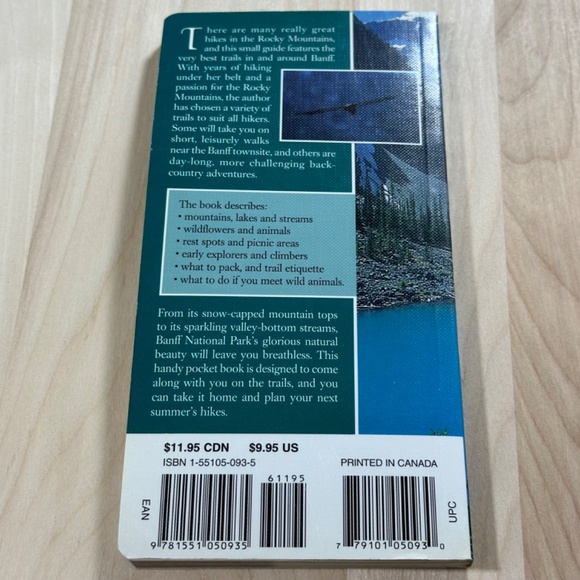 There are many really great
hikes in the Rocky Mountains,
and this small guide features the
very best trails in and around Banff.
With years of hiking
under her belt and a
passion for the Rocky
Mountains, the author
has chosen a variety of
trails to suit all hikers.
Some will take you on
short, leisurely walks
near the Banff townsite, and others are
day-long, more challenging back-
country adventures.
The book describes:
• mountains, lakes and streams
• wildflowers and animals
• rest spots and picnic areas
• early explorers and climbers
• what to pack, and trail etiquette
• what to do if you meet wild animals.
From its snow-capped mountain tops
to its sparkling valley-bottom streams,
Banff National Park's glorious natural
beauty will leave you breathless. This
handy pocket book is designed to come
along with you on the trails, and you
can take it home and plan your next
summer's hikes.
$11.95 CDN $9.95 US
ISBN 1-55105-093-5
PRINTED IN CANADA
61195
EAN
9 781551 050935
7 79101 05093 0
UPC